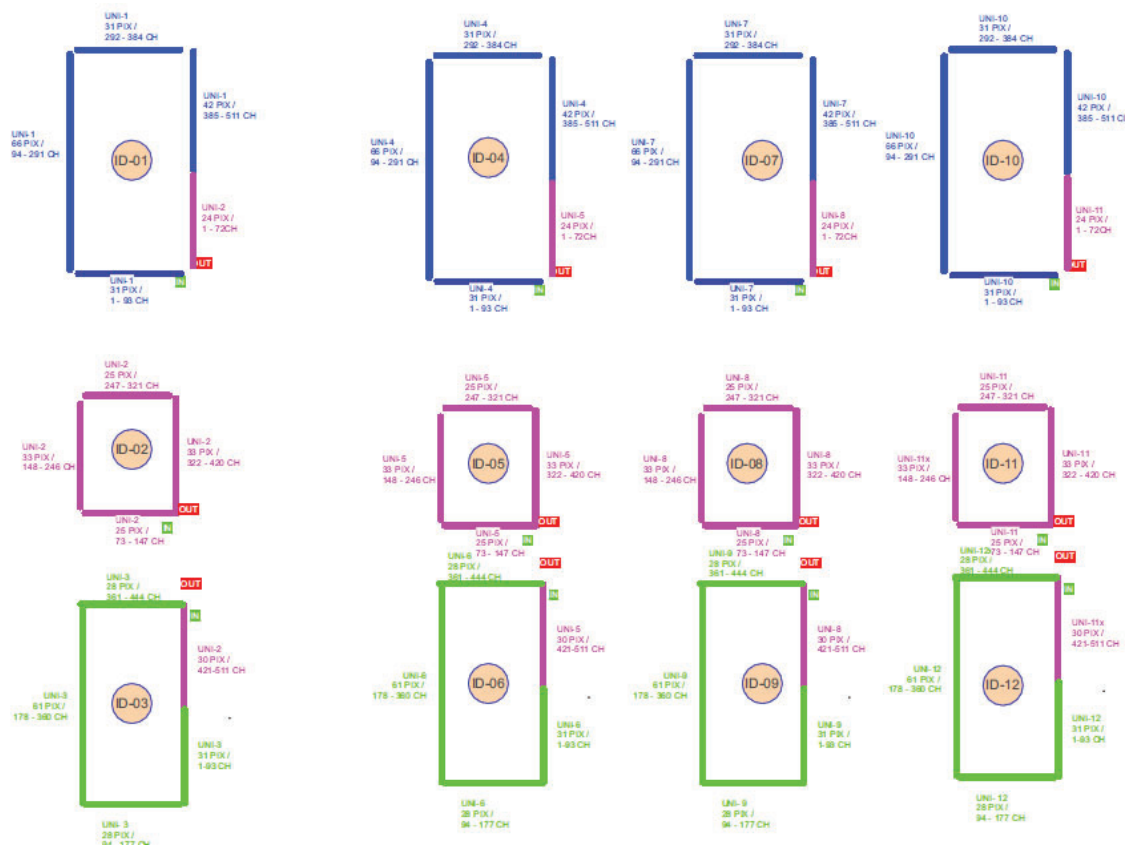 UNI-1
31 PIX /
292 - 384 CH
UNI-1
42 PIX /
385 - 511 CH
UNI-1
66 PIX /
94 - 291 CH
ID-01
UNI-2
24 PIX /
1 - 72CH
OUT
IN
UNI-1
31 PIX /
1 - 93 CH
UNI-4
31 PIX /
292 - 384 CH
UNI-4
42 PIX /
385 - 511 CH
UNI-4
66 PIX /
94 - 291 CH
ID-04
UNI-5
24 PIX /
1 - 72CH
OUT
IN
UNI-4
31 PIX /
1 - 93 CH
UNI-7
31 PIX /
292 - 384 CH
UNI-7
42 PIX /
385 - 511 CH
UNI-7
66 PIX /
94 - 291 CH
ID-07
UNI-8
24 PIX /
1 - 72CH
OUT
IN
UNI-7
31 PIX /
1 - 93 CH
UNI-10
31 PIX /
292 - 384 CH
UNI-10
42 PIX /
385 - 511 CH
UNI-10
66 PIX /
94 - 291 CH
ID-10
UNI-11
24 PIX /
1 - 72CH
OUT
IN
UNI-10
31 PIX /
1 - 93 CH
UNI-2
25 PIX /
247 - 321 CH
UNI-2
33 PIX /
148 - 246 CH
ID-02
UNI-2
33 PIX /
322 - 420 CH
OUT
IN
UNI-2
25 PIX /
73 - 147 CH
UNI-5
25 PIX /
247 - 321 CH
UNI-5
33 PIX /
148 - 246 CH
ID-05
UNI-5
33 PIX /
322 - 420 CH
OUT
IN
UNI-5
25 PIX /
73 - 147 CH
UNI-8
25 PIX /
247 - 321 CH
UNI-8
33 PIX /
148 - 246 CH
ID-08
UNI-8
33 PIX /
322 - 420 CH
OUT
IN
UNI-8
25 PIX /
73 - 147 CH
UNI-11
25 PIX /
247 - 321 CH
UNI-11x
33 PIX /
148 - 246 CH
ID-11
UNI-11
33 PIX /
322 - 420 CH
OUT
IN
UNI-11
25 PIX /
73 - 147 CH
UNI-3
28 PIX /
361 - 444 CH
OUT
IN
UNI-2
30 PIX /
421-511 CH
UNI-3
61 PIX /
178 - 360 CH
ID-03
UNI-3
31 PIX /
1-93 CH
UNI- 3
28 PIX /
94 - 177 CH
UNI-6
28 PIX /
361 - 444 CH
OUT
IN
UNI-5
30 PIX /
421-511 CH
UNI-6
61 PIX /
178 - 360 CH
ID-06
UNI-6
31 PIX /
1-93 CH
UNI-6
28 PIX /
94 - 177 CH
UNI-9
28 PIX /
361 - 444 CH
OUT
IN
UNI-8
30 PIX /
421-511 CH
UNI-9
61 PIX /
178 - 360 CH
ID-09
UNI-9
31 PIX /
1-93 CH
UNI- 9
28 PIX /
94 - 177 CH
UNI-12
28 PIX /
361 - 444 CH
OUT
IN
UNI-11x
30 PIX /
421-511 CH
UNI-12
61 PIX /
178 - 360 CH
ID-12
UNI-12
31 PIX /
1-93 CH
UNI- 12
28 PIX /
94 - 177 CH